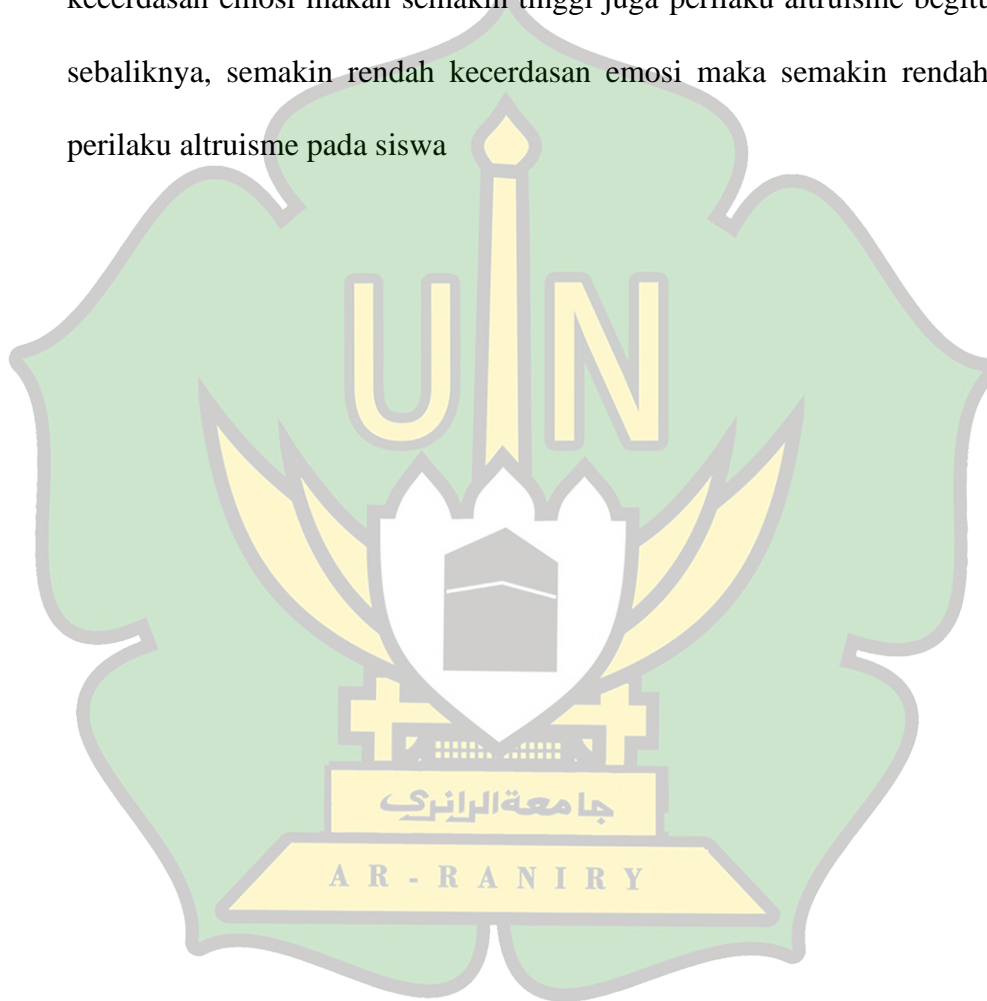 kecerdasan emosi makan semakin tinggi juga perilaku altruisme begitu
sebaliknya, semakin rendah kecerdasan emosi maka semakin rendah
perilaku altruisme pada siswa
UIN
جامعةالرانري
AR-RANIRY